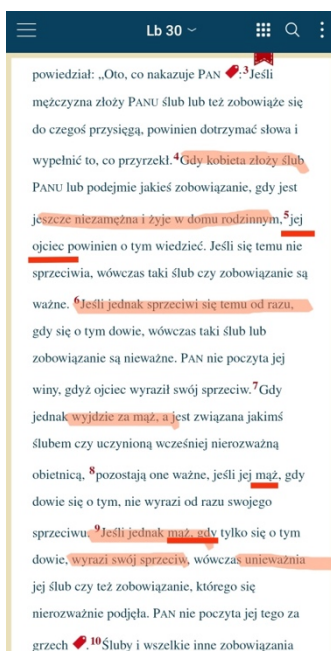 Lb 30
powiedział: „Oto, co nakazuje PAN :3Jeśli
mężczyzna złoży PANU ślub lub też zobowiąże się
do czegoś przysięgą, powinien dotrzymać słowa i
wypełnić to, co przyrzekł.4Gdy kobieta złoży ślub
PANU lub podejmie jakieś zobowiązanie, gdy jest
jeszcze niezamężna i żyje w domu rodzinnym,5jej
ojciec powinien o tym wiedzieć. Jeśli się temu nie
sprzeciwia, wówczas taki ślub czy zobowiązanie są
ważne. 6Jeśli jednak sprzeciwi się temu od razu,
gdy się o tym dowie, wówczas taki ślub lub
zobowiązanie są nieważne. PAN nie poczyta jej
winy, gdyż ojciec wyraził swój sprzeciw.7Gdy
jednak wyjdzie za mąż, a jest związana jakimś
ślubem czy uczynioną wcześniej nierozważną
obietnicą, 8pozostają one ważne, jeśli jej mąż, gdy
dowie się o tym, nie wyrazi od razu swojego
sprzeciwu. 9Jeśli jednak mąż, gdy tylko się o tym
dowie, wyrazi swój sprzeciw, wówczas unieważnia
jej ślub czy też zobowiązanie, którego się
nierozważnie podjęła. PAN nie poczyta jej tego za
grzech .10Śluby i wszelkie inne zobowiązania